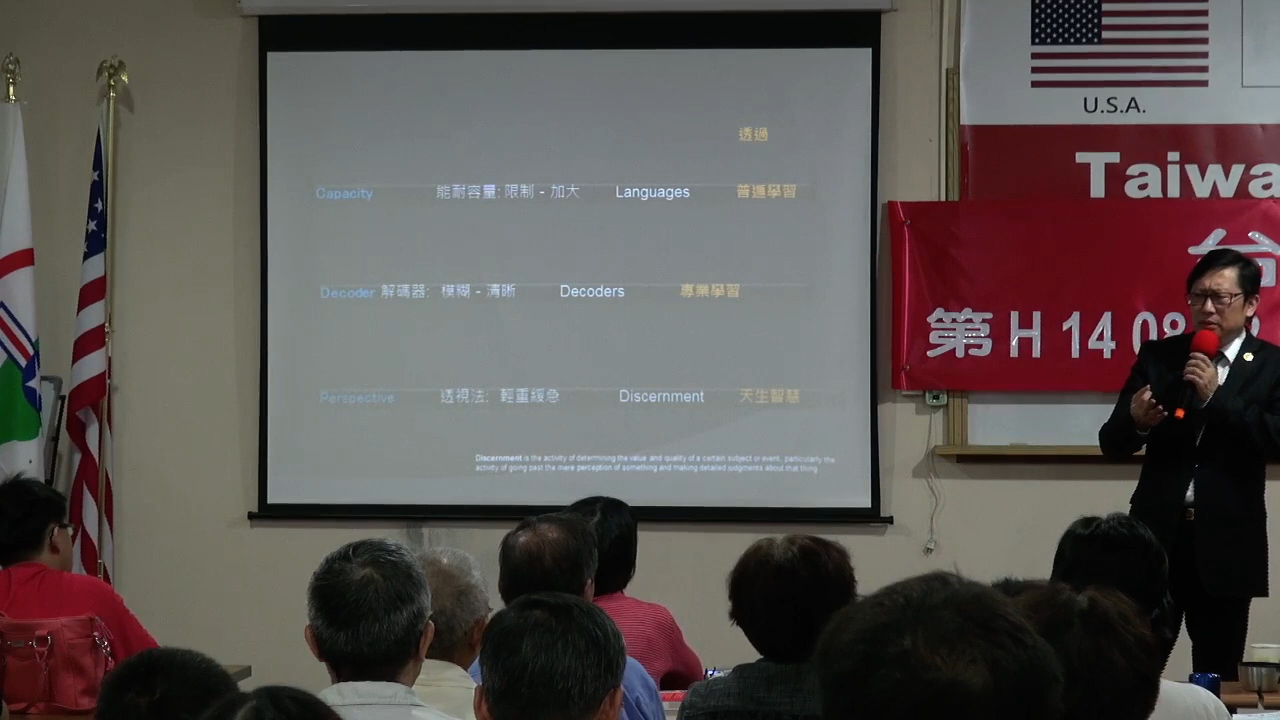 透過
Capacity 能耐容量: 限制 - 加大 Languages 普遍學習
Decoder 解碼器: 模糊 - 清晰 Decoders 專業學習
Perspective 透視法: 輕重緩急 Discernment 天生智慧
Discernment is the activity of determining the value and quality of a certain subject or event, particularly the
activity of going past the mere perception of something and making detailed judgments about that thing
U.S.A.
Taiwa
台
第 H 14 08